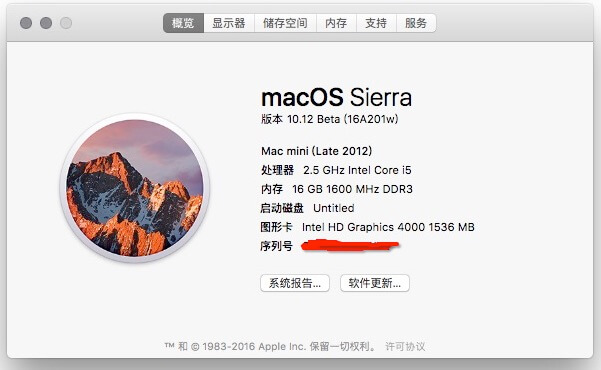 概览 显示器 储存空间 内存 支持 服务
macOS Sierra
版本 10.12 Beta (16A201w)
Mac mini (Late 2012)
处理器 2.5 GHz Intel Core i5
内存 16 GB 1600 MHz DDR3
启动磁盘 Untitled
图形卡 Intel HD Graphics 4000 1536 MB
序列号
系统报告... 软件更新...
™ 和 © 1983-2016 Apple Inc. 保留一切权利。 许可协议